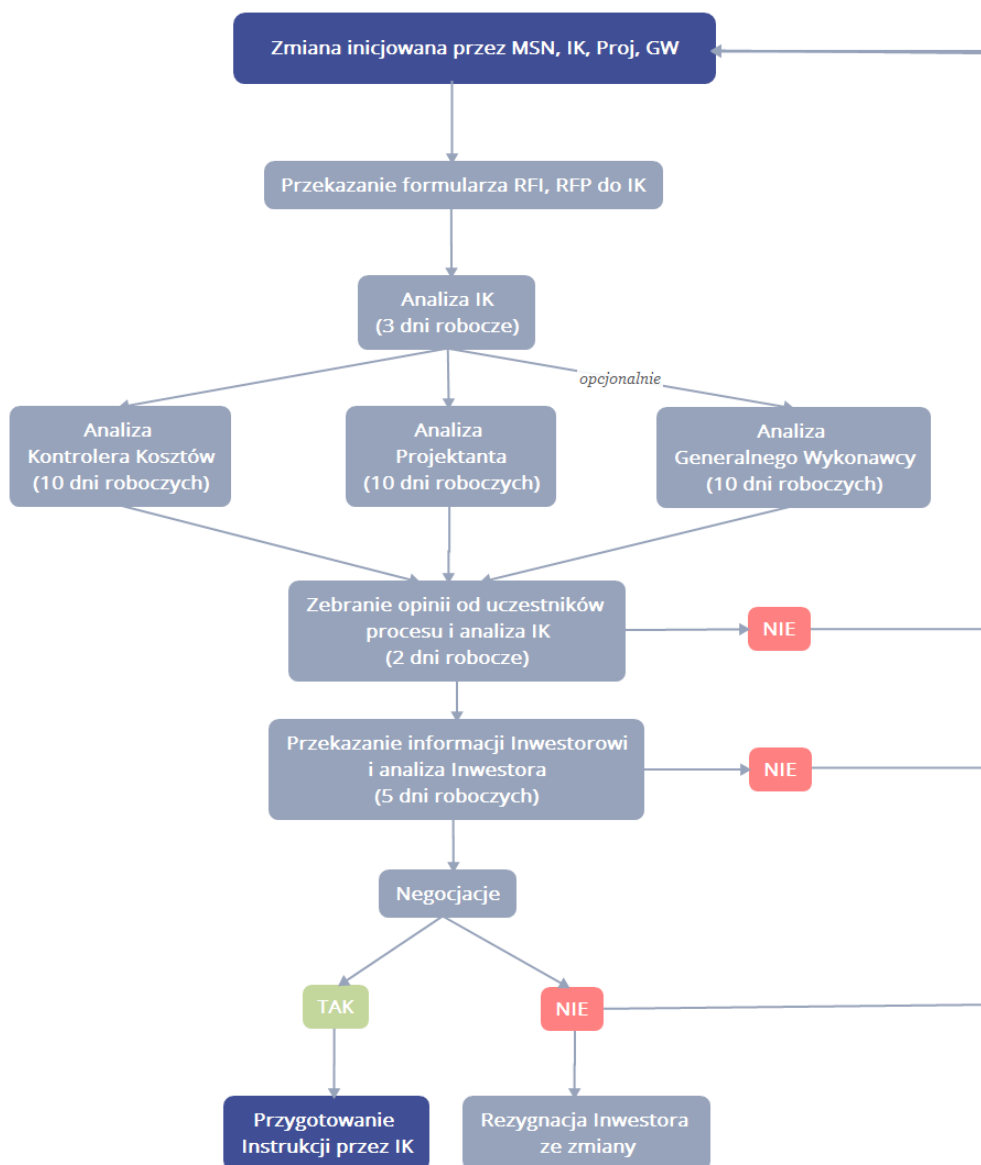 Zmiana inicjowana przez MSN, IK, Proj, GW
Przekazanie formularza RFI, RFP do IK
Analiza IK
(3 dni robocze)
opcjonalnie
Analiza
Kontrolera Kosztów
(10 dni roboczych)
Analiza
Projektanta
(10 dni roboczych)
Analiza
Generalnego Wykonawcy
(10 dni roboczych)
Zebranie opinii od uczestników
procesu i analiza IK
(2 dni robocze)
NIE
Przekazanie informacji Inwestorowi
i analiza Inwestora
(5 dni roboczych)
NIE
Negocjacje
TAK
NIE
Przygotowanie
Instrukcji przez IK
Rezygnacja Inwestora
ze zmiany